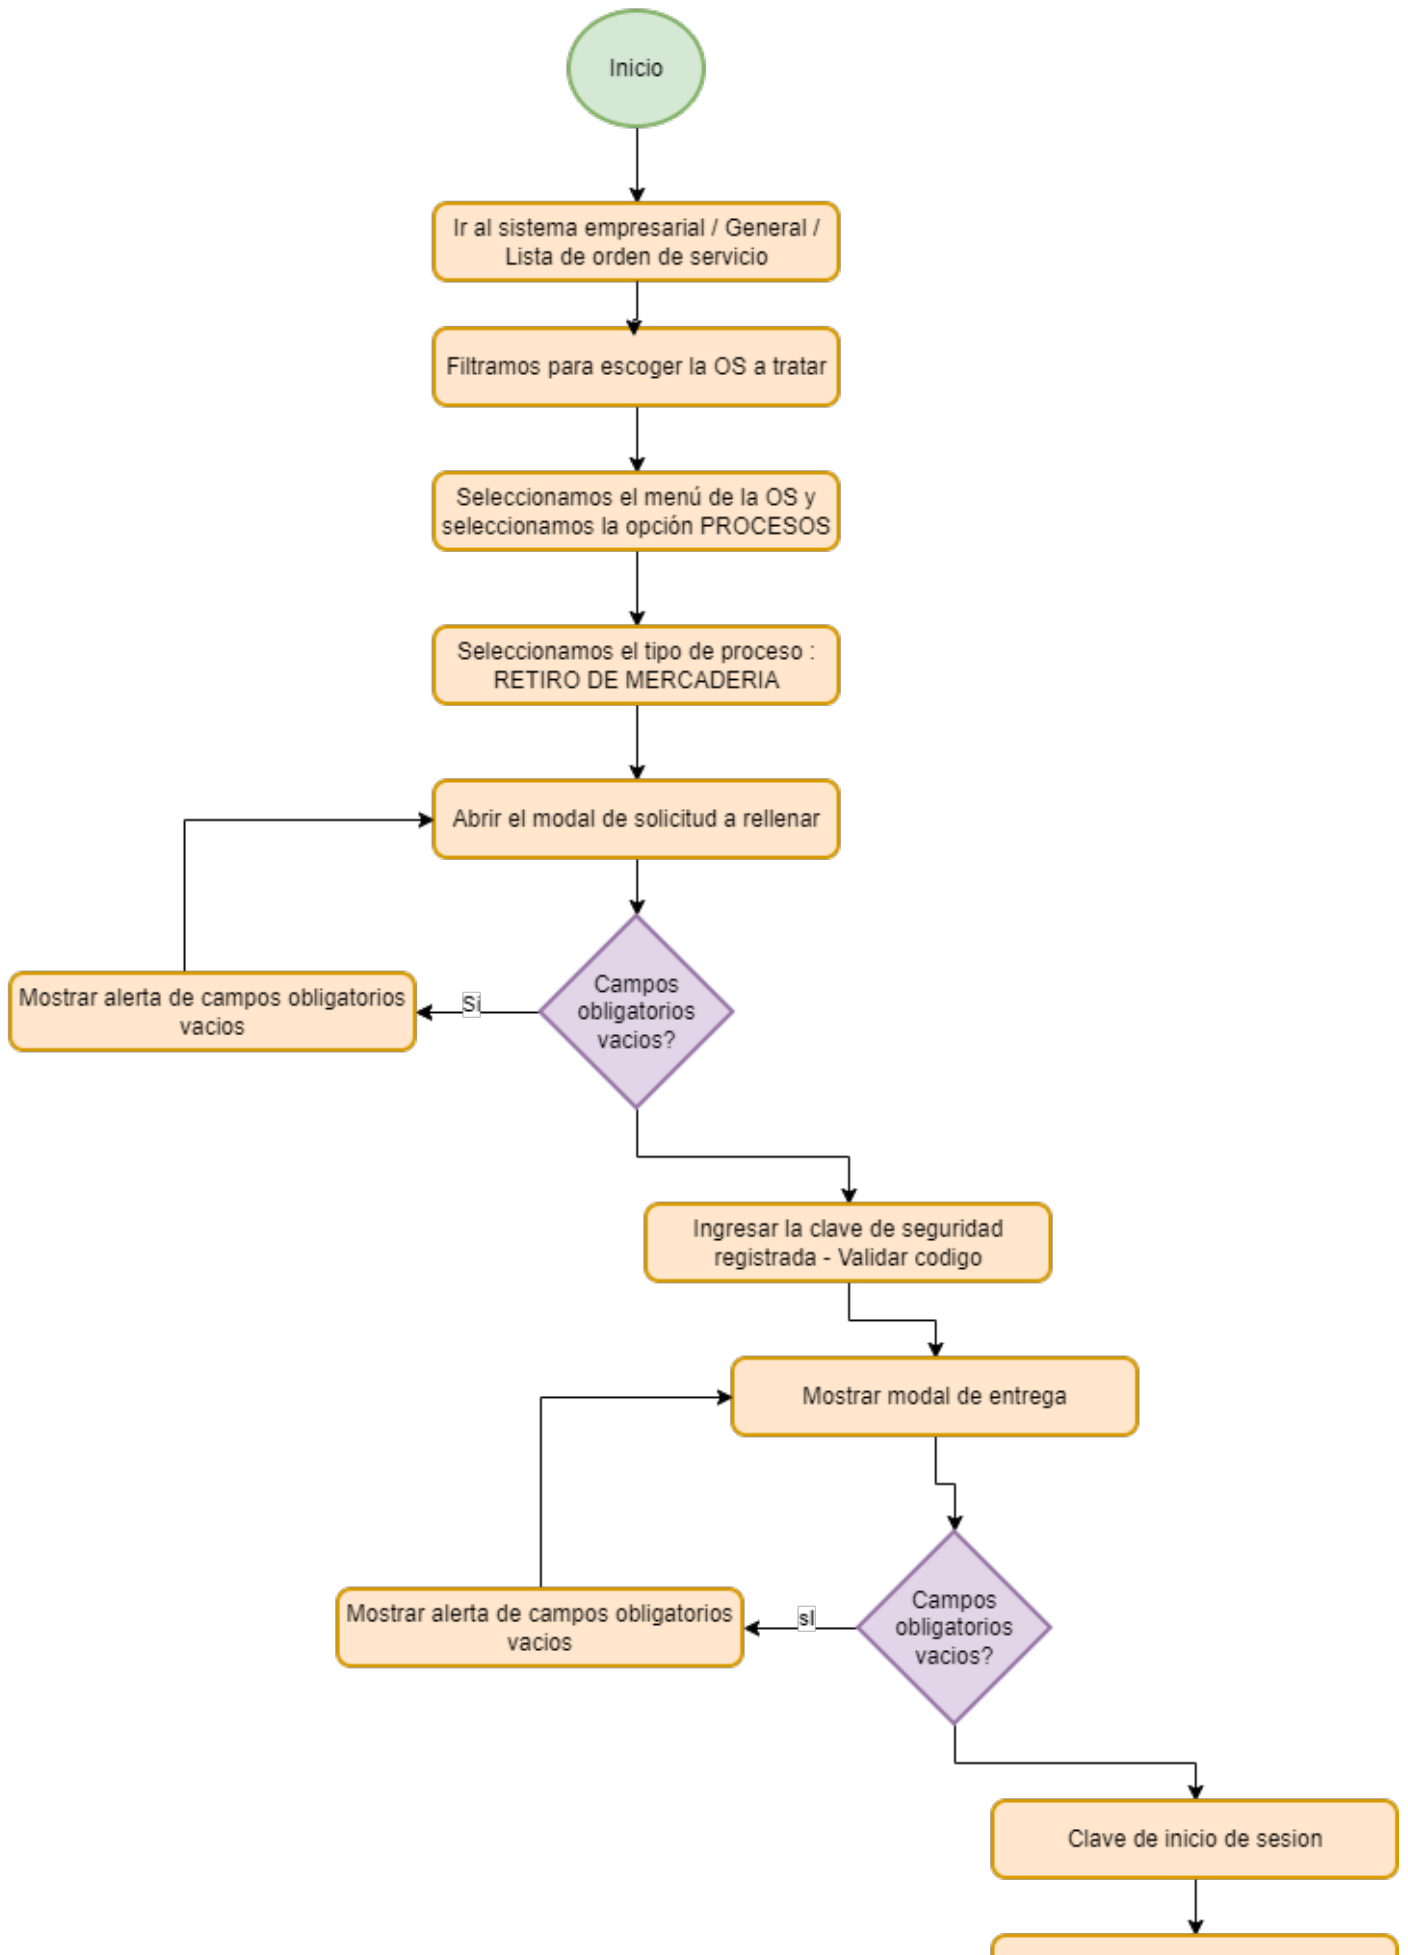 Inicio
Ir al sistema empresarial / General /
Lista de orden de servicio
Filtramos para escoger la OS a tratar
Seleccionamos el menú de la OS y
seleccionamos la opción PROCESOS
Seleccionamos el tipo de proceso :
RETIRO DE MERCADERIA
Abrir el modal de solicitud a rellenar
Campos
obligatorios
vacios?
Si
Mostrar alerta de campos obligatorios
vacios
Ingresar la clave de seguridad
registrada - Validar codigo
Mostrar modal de entrega
Campos
obligatorios
vacios?
sI
Mostrar alerta de campos obligatorios
vacios
Clave de inicio de sesion